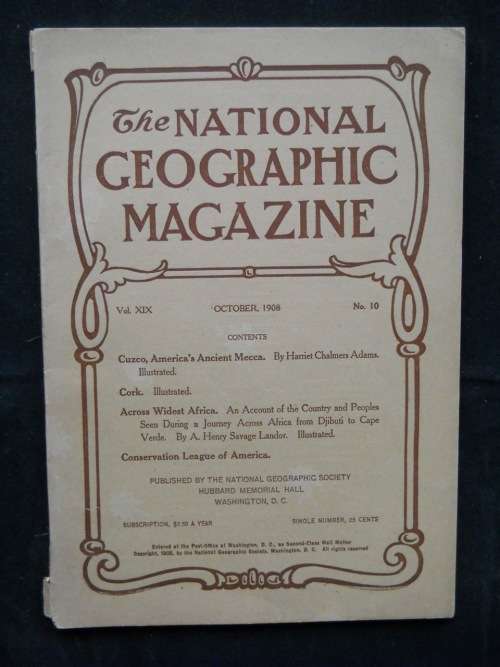 The NATIONAL
GEOGRAPHIC
MAGAZINE
Vol. XIX OCTOBER, 1908 No. 10
CONTENTS
Cuzco, America's Ancient Mecca. By Harriet Chalmers Adams.
Illustrated.
Cork. Illustrated.
Across Widest Africa. An Account of the Country and Peoples
Seen During a Journey Across Africa from Djibuti to Cape
Verde. By A. Henry Savage Landor. Illustrated.
Conservation League of America.
PUBLISHED BY THE NATIONAL GEOGRAPHIC SOCIETY
HUBBARD MEMORIAL HALL
WASHINGTON, D. C.
SUBSCRIPTION, $2.50 A YEAR SINGLE NUMBER, 25 CENTS
Entered at the Post-Office at Washington, D. C., as Second-Class Mail Matter
Copyright, 1908, by the National Geographic Society, Washington, D. C. All rights reserved